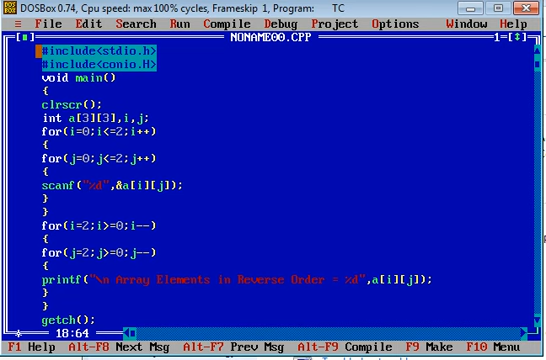 DOSBox 0.74, Cpu speed: max 100% cycles, Frameskip 1, Program: TC
≡ File Edit Search Run Compile Debug Project Options Window Help
[■] NONAME00.CPP 1=[↕]
#include<stdio.h>
#include<conio.H>
void main()
{
clrscr();
int a[3][3],i,j;
for(i=0;i<=2;i++)
{
for(j=0;j<=2;j++)
{
scanf("%d",&a[i][j]);
}
}
for(i=2;i>=0;i--)
{
for(j=2;j>=0;j--)
{
printf("\n Array Elements in Reverse Order = %d",a[i][j]);
}
}
getch();
18:64
F1 Help Alt-F8 Next Msg Alt-F7 Prev Msg Alt-F9 Compile F9 Make F10 Menu